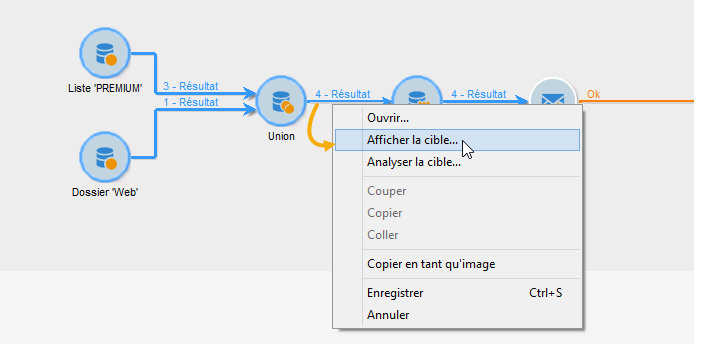 Liste 'PREMIUM'
3 - Résultat
1 - Résultat
Dossier 'Web'
Union
4 - Résultat
4 - Résultat
Ok
Ouvrir...
Afficher la cible...
Analyser la cible...
Couper
Copier
Coller
Copier en tant qu'image
Enregistrer Ctrl+S
Annuler